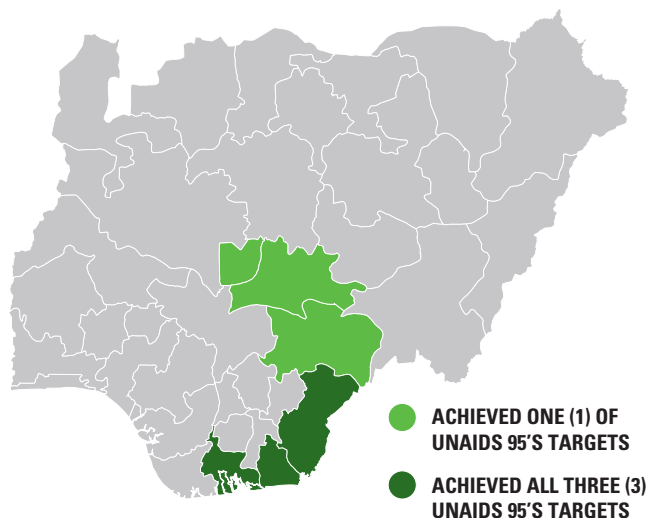 ACHIEVED ONE (1) OF
UNAIDS 95'S TARGETS
ACHIEVED ALL THREE (3)
UNAIDS 95'S TARGETS